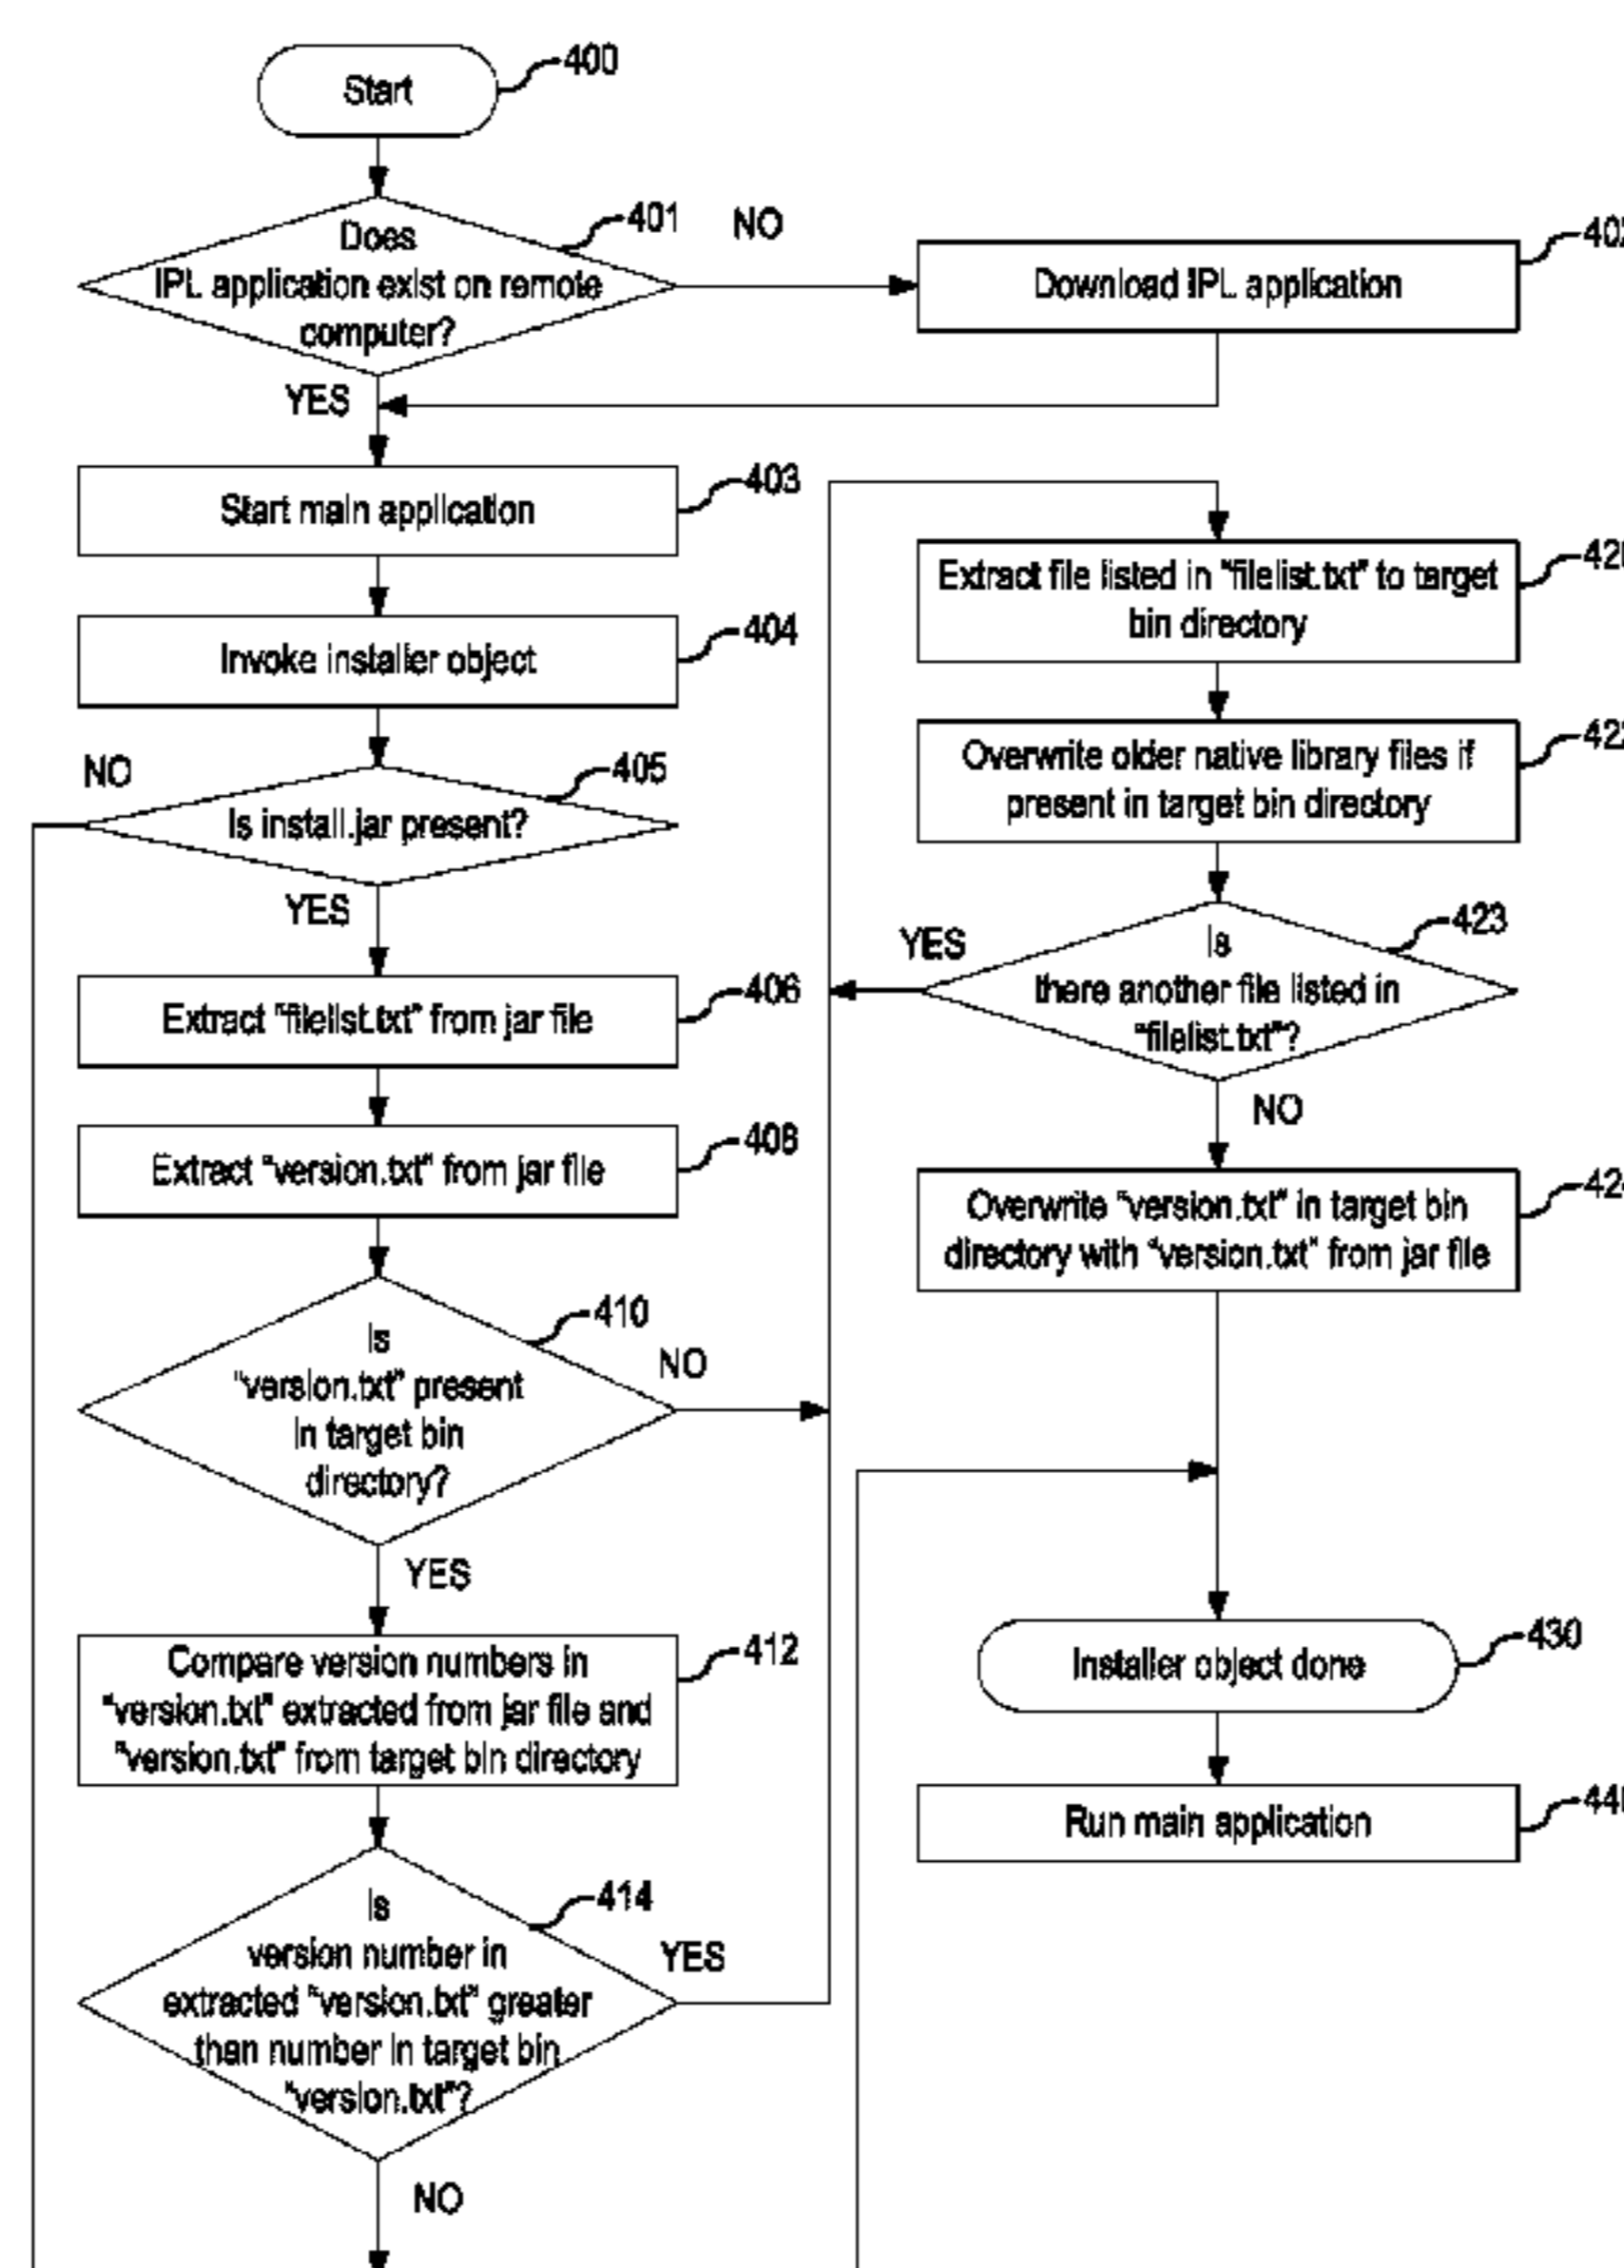 Start
400
Does
IPL application exist on remote
computer?
401
NO
Download IPL application
YES
Start main application
403
Invoke installer object
404
NO
Is install.jar present?
405
YES
Extract "filelist.txt" from jar file
406
Extract "version.txt" from jar file
408
Is
"version.txt" present
in target bin
directory?
410
NO
YES
Compare version numbers in
"version.txt" extracted from jar file and
"version.txt" from target bin directory
412
Is
version number in
extracted "version.txt" greater
than number in target bin
"version.txt"?
414
YES
NO
Extract file listed in "filelist.txt" to target
bin directory
Overwrite older native library files if
present in target bin directory
Is
there another file listed in
"filelist.txt"?
423
YES
NO
Overwrite "version.txt" in target bin
directory with "version.txt" from jar file
Installer object done
430
Run main application